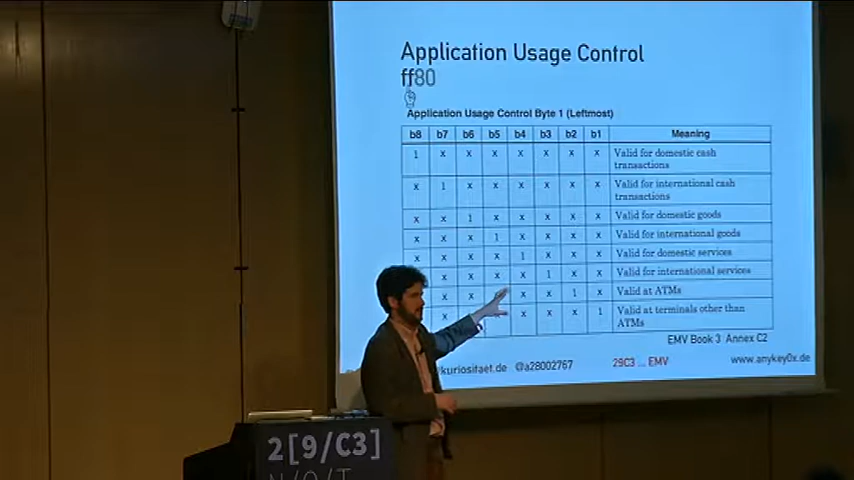 Application Usage Control
ff80
Application Usage Control Byte 1 (Leftmost)
b8 b7 b6 b5 b4 b3 b2 b1 Meaning
1 x x x x x x x Valid for domestic cash
transactions
x 1 x x x x x x Valid for international cash
transactions
x x 1 x x x x x Valid for domestic goods
x x x 1 x x x x Valid for international goods
x x x x 1 x x x Valid for domestic services
x x x x 1 x x Valid for international services
x x x 1 x Valid at ATMs
x x x x 1 Valid at terminals other than
ATMs
EMV Book 3 Annex C2
kuriositaet.de @a28002767 29C3 ... EMV www.anykey0x.de
2[9/C3]
N/O/T